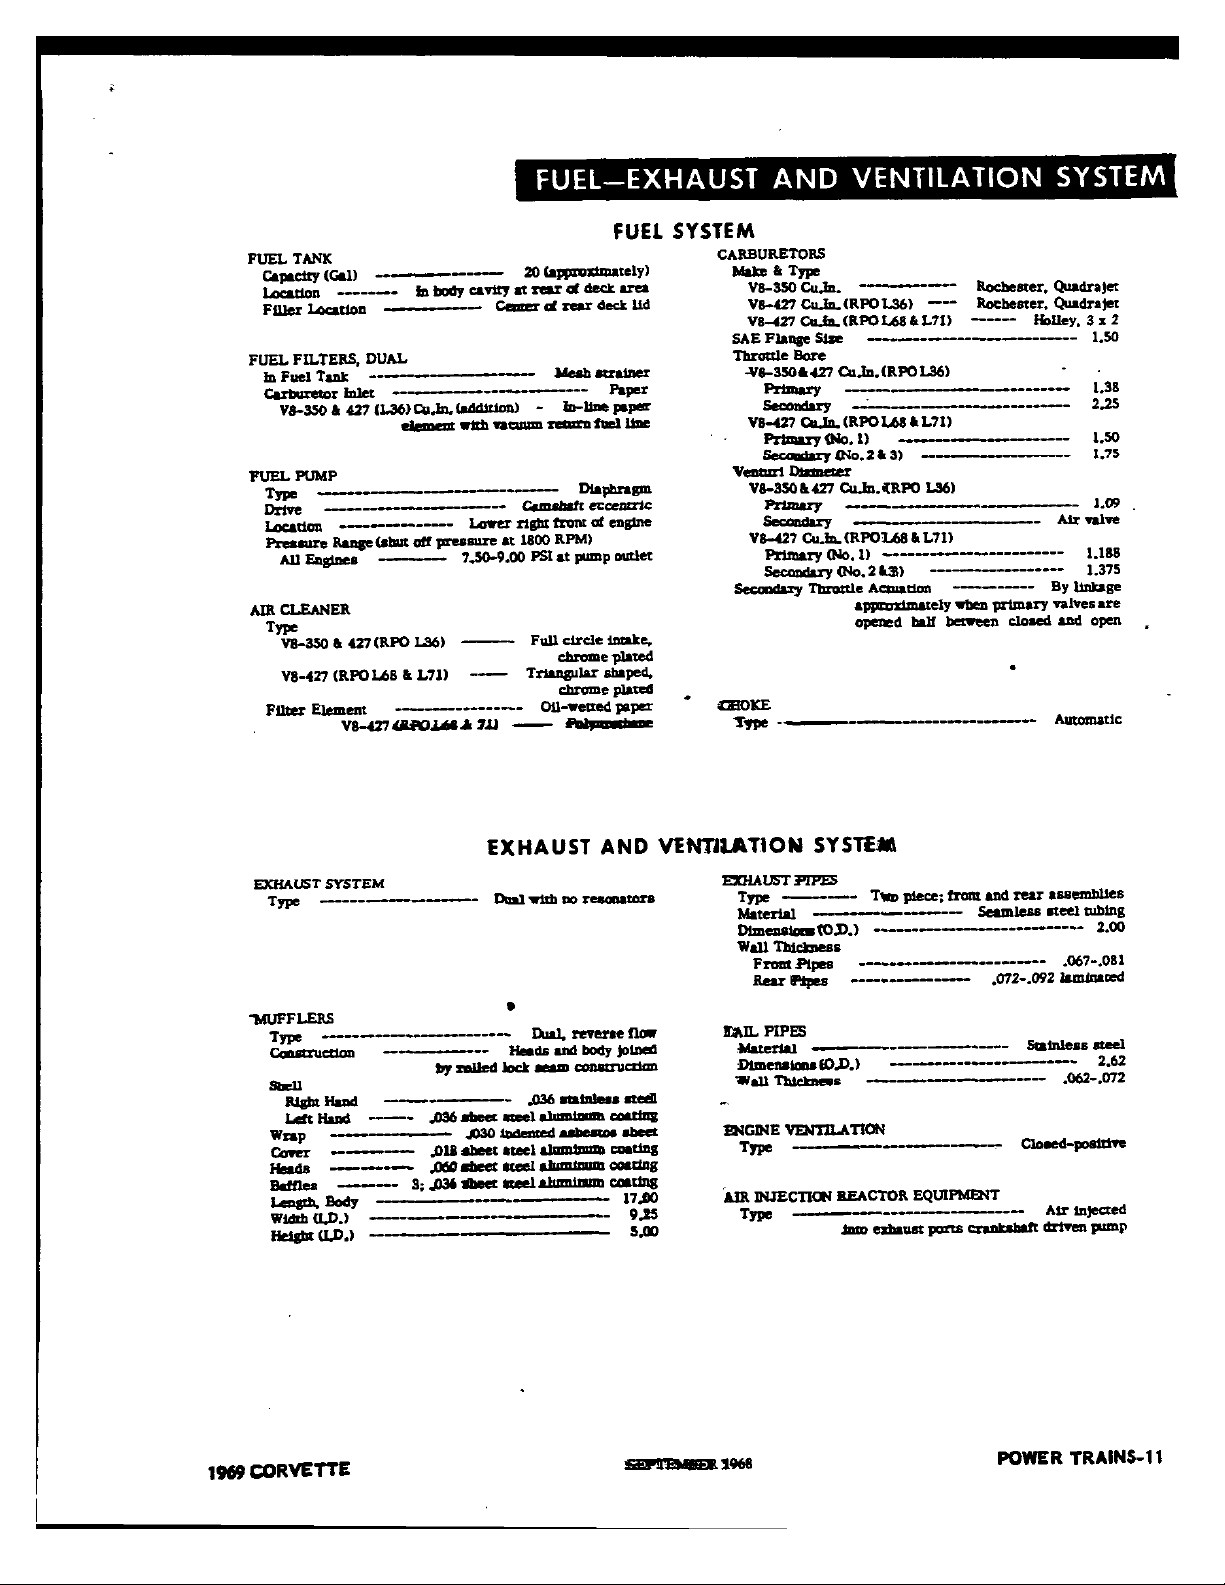 FUEL—EXHAUST AND VENTILATION SYSTEM
FUEL SYSTEM
FUEL TANK
Capacity (Gal) ----------------- 20 (approximately)
Location -------- In body cavity at rear of deck area
Filler Location ------------- Center of rear deck lid
FUEL FILTERS, DUAL
In Fuel Tank ---------------------- Mesh strainer
Carburetor Inlet -------------------------- Paper
V8-350 & 427 (L36) Cu.In. (addition) - In-line paper
element with vacuum return fuel line
FUEL PUMP
Type -------------------------------- Diaphragm
Drive ------------------------ Camshaft eccentric
Location --------------- Lower right front of engine
Pressure Range (shut off pressure at 1800 RPM)
All Engines --------- 7.50-9.00 PSI at pump outlet
AIR CLEANER
Type
V8-350 & 427 (RPO L36) ------- Full circle intake,
chrome plated
V8-427 (RPO L68 & L71) ----- Triangular shaped,
chrome plated
Filter Element ----------------- Oil-wetted paper
V8-427 (RPO L68 & 71) ----- Polyurethane
CARBURETORS
Make & Type
V8-350 Cu.In. ------------- Rochester, Quadrajet
V8-427 Cu.In. (RPO L36) ---- Rochester, Quadrajet
V8-427 Cu.In. (RPO L68 & L71) ------ Holley, 3 x 2
SAE Flange Size ---------------------------- 1.50
Throttle Bore
V8-350 & 427 Cu.In. (RPO L36)
Primary ------------------------------ 1.38
Secondary ----------------------------- 2.25
V8-427 Cu.In. (RPO L68 & L71)
Primary (No. 1) ----------------------- 1.50
Secondary (No. 2 & 3) -------------------- 1.75
Venturi Diameter
V8-350 & 427 Cu.In. (RPO L36)
Primary ------------------------------- 1.09
Secondary ------------------------- Air valve
V8-427 Cu.In. (RPO L68 & L71)
Primary (No. 1) ------------------------ 1.188
Secondary (No. 2 & 3) ------------------ 1.375
Secondary Throttle Actuation ----------- By linkage
approximately when primary valves are
opened half between closed and open
CHOKE
Type ---------------------------------- Automatic
EXHAUST AND VENTILATION SYSTEM
EXHAUST SYSTEM
Type --------------------- Dual with no resonators
MUFFLERS
Type ------------------------- Dual, reverse flow
Construction -------------- Heads and body joined
by rolled lock seam construction
Shell
Right Hand ----------------- .036 stainless steel
Left Hand ------ .036 sheet steel aluminum coating
Wrap ---------------- .030 indented asbestos sheet
Cover ----------- .018 sheet steel aluminum coating
Heads ----------- .060 sheet steel aluminum coating
Baffles -------- 3; .036 sheet steel aluminum coating
Length, Body ------------------------------- 17.00
Width (I.D.) -------------------------------- 9.25
Height (I.D.) -------------------------------- 5.00
EXHAUST PIPES
Type ---------- Two piece; front and rear assemblies
Material -------------------- Seamless steel tubing
Dimensions (O.D.) ---------------------------- 2.00
Wall Thickness
Front Pipes ------------------------- .067-.081
Rear Pipes ---------------- .072-.092 laminated
TAIL PIPES
Material -------------------------- Stainless steel
Dimensions (O.D.) ------------------------- 2.62
Wall Thickness ------------------------ .062-.072
ENGINE VENTILATION
Type ---------------------------- Closed-positive
AIR INJECTION REACTOR EQUIPMENT
Type ------------------------------- Air injected
into exhaust ports crankshaft driven pump
1969 CORVETTE
SEPTEMBER 1968
POWER TRAINS-11